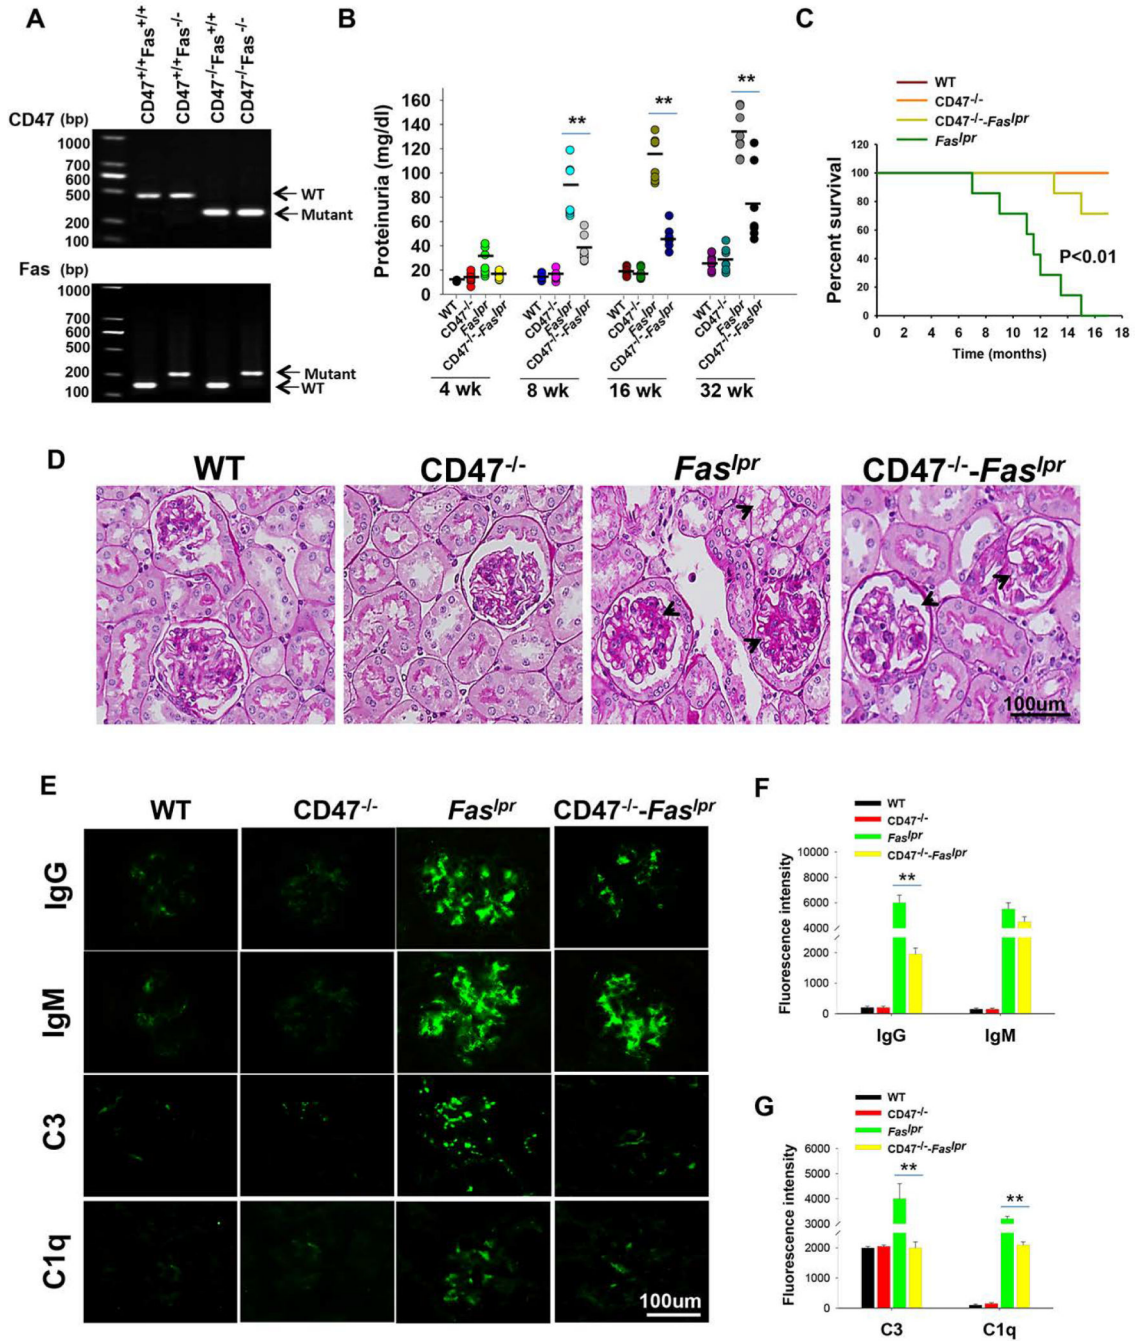 A
CD47+/+Fas+/+
CD47+/+Fas-/-
CD47-/-Fas+/+
CD47-/-Fas-/-
CD47 (bp)
1000
700
600
500
200
100
WT
Mutant
Fas (bp)
1000
700
600
500
200
100
Mutant
WT
B
Proteinuria (mg/dl)
160
140
120
100
80
60
40
20
0
**
**
**
WT
CD47-/-
Faslpr
CD47-/--Faslpr
WT
CD47-/-
Faslpr
CD47-/--Faslpr
WT
CD47-/-
Faslpr
CD47-/--Faslpr
WT
CD47-/-
Faslpr
CD47-/--Faslpr
4 wk
8 wk
16 wk
32 wk
C
WT
CD47-/-
CD47-/--Faslpr
Faslpr
Percent survival
120
100
80
60
40
20
0
P<0.01
0 2 4 6 8 10 12 14 16 18
Time (months)
D
WT
CD47-/-
Faslpr
CD47-/--Faslpr
100um
E
WT
CD47-/-
Faslpr
CD47-/--Faslpr
IgG
IgM
C3
C1q
100um
F
WT
CD47-/-
Faslpr
CD47-/--Faslpr
Fluorescence intensity
10000
8000
6000
4000
2000
0
**
IgG
IgM
G
WT
CD47-/-
Faslpr
CD47-/--Faslpr
Fluorescence intensity
6000
5000
4000
3000
2000
1000
0
**
**
C3
C1q